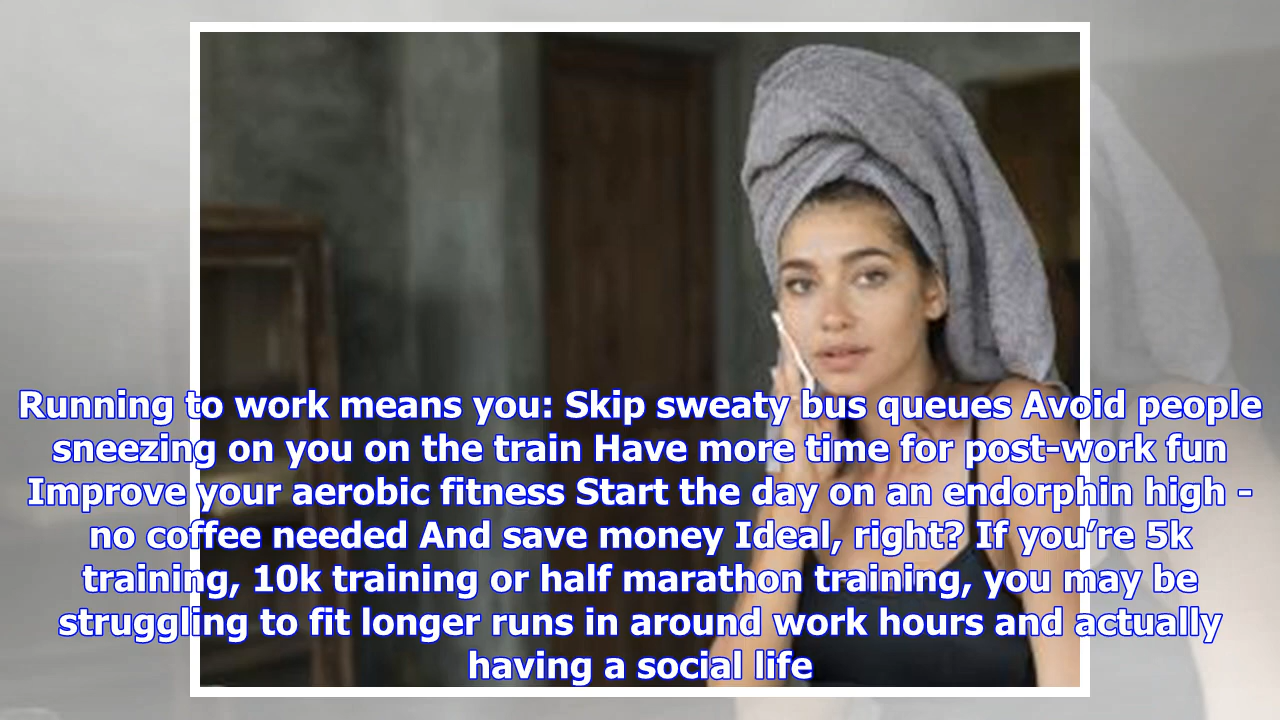 Running to work means you: Skip sweaty bus queues Avoid people
sneezing on you on the train Have more time for post-work fun
Improve your aerobic fitness Start the day on an endorphin high -
no coffee needed And save money Ideal, right? If you’re 5k
training, 10k training or half marathon training, you may be
struggling to fit longer runs in around work hours and actually
having a social life